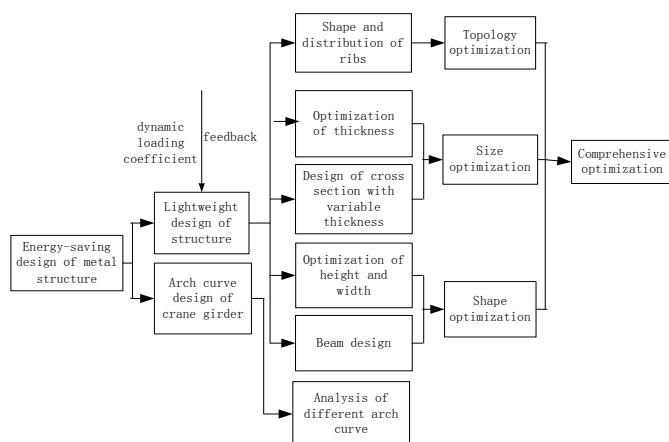 Shape and
distribution of
ribs
Topology
optimization
dynamic
loading
coefficient
feedback
Optimization
of thickness
Design of cross
section with
variable
thickness
Size
optimization
Comprehensive
optimization
Lightweight
design of
structure
Energy-saving
design of metal
structure
Arch curve
design of
crane girder
Optimization
of height and
width
Beam design
Shape
optimization
Analysis of
different arch
curve